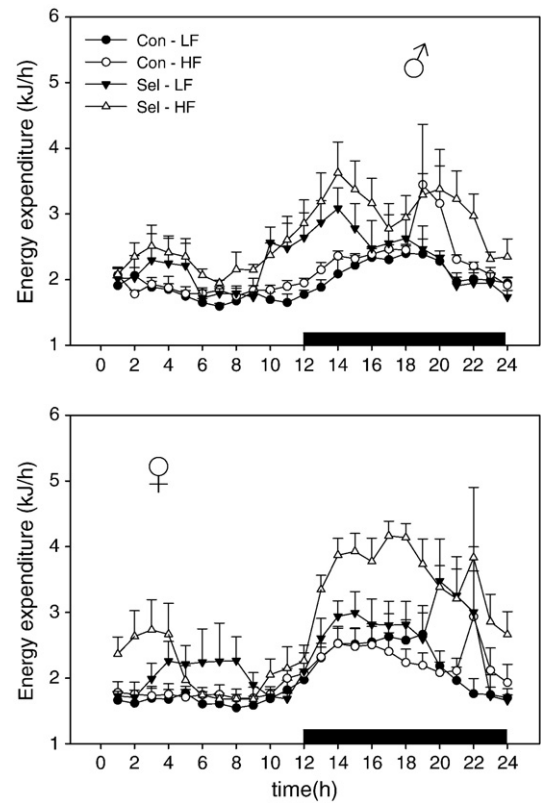 Energy expenditure (kJ/h)
6
5
4
3
2
1
Con - LF
Con - HF
Sel - LF
Sel - HF
♂
0 2 4 6 8 10 12 14 16 18 20 22 24
Energy expenditure (kJ/h)
6
5
4
3
2
1
♀
0 2 4 6 8 10 12 14 16 18 20 22 24
time(h)